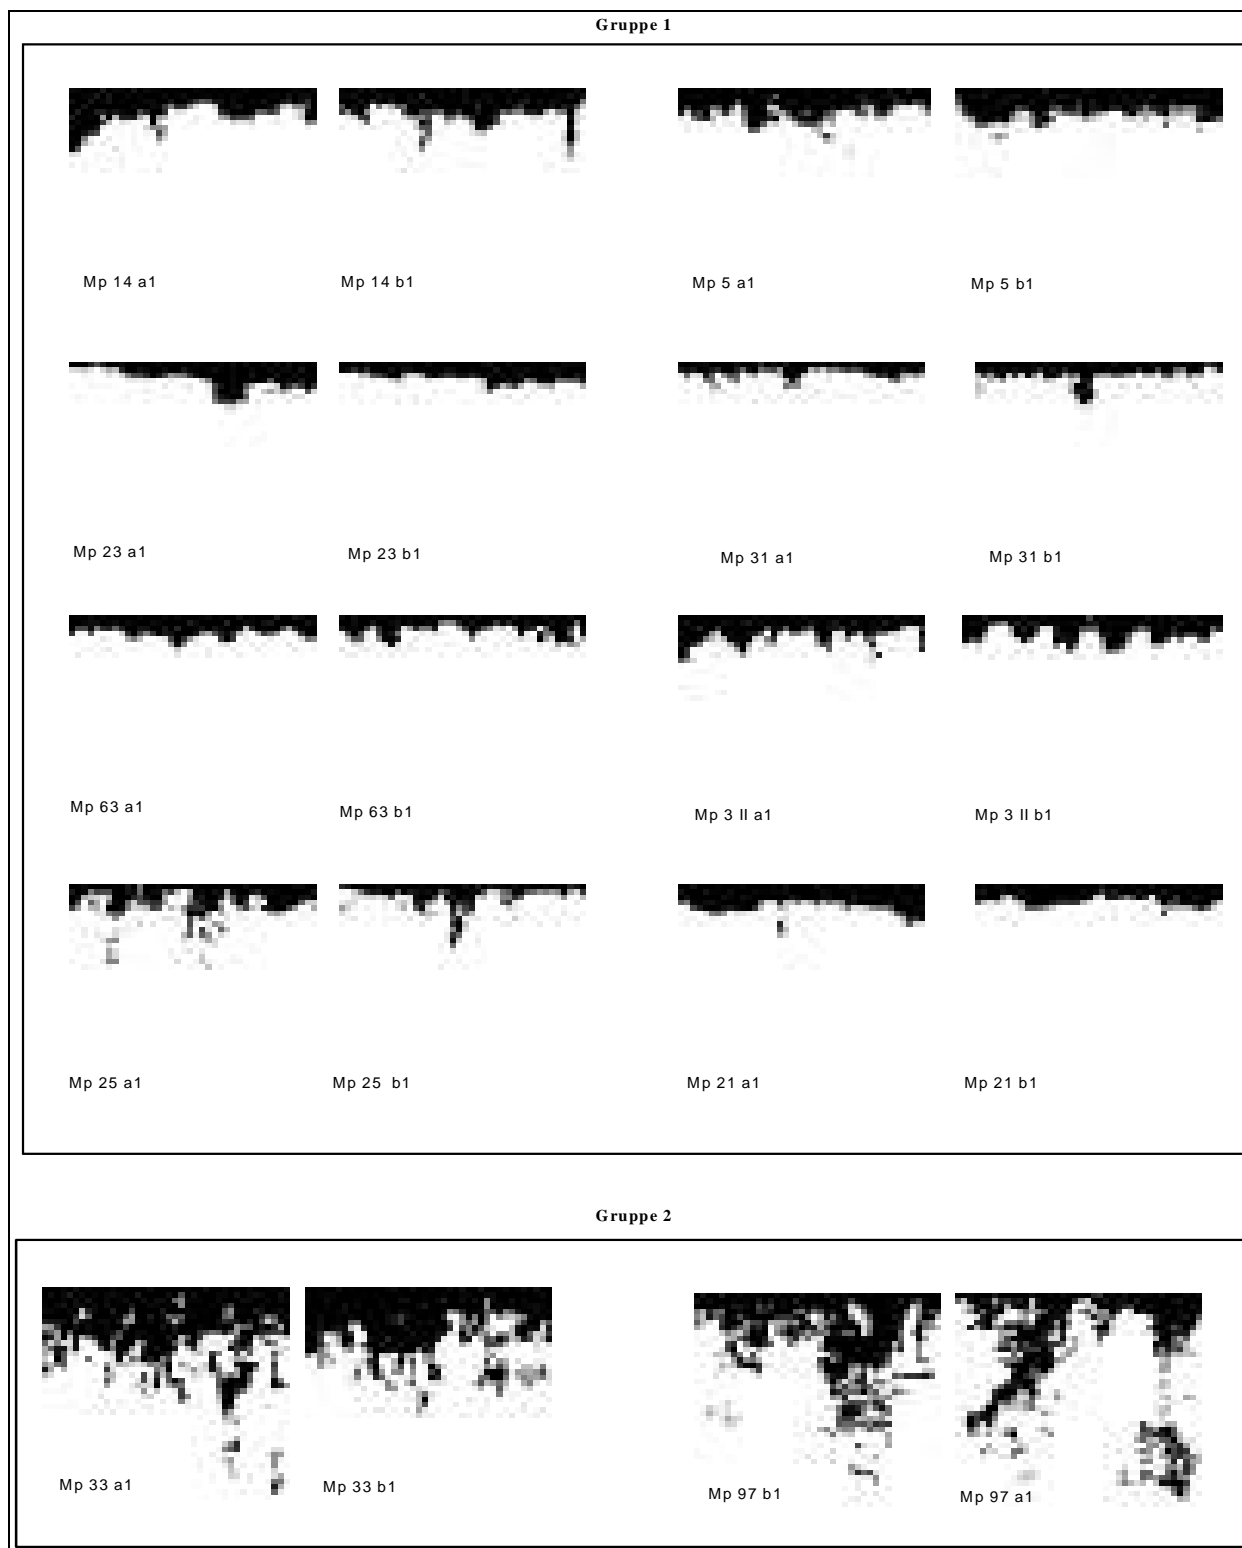 Gruppe 1
Mp 14 a1
Mp 14 b1
Mp 5 a1
Mp 5 b1
Mp 23 a1
Mp 23 b1
Mp 31 a1
Mp 31 b1
Mp 63 a1
Mp 63 b1
Mp 3 II a1
Mp 3 II b1
Mp 25 a1
Mp 25 b1
Mp 21 a1
Mp 21 b1
Gruppe 2
Mp 33 a1
Mp 33 b1
Mp 97 b1
Mp 97 a1